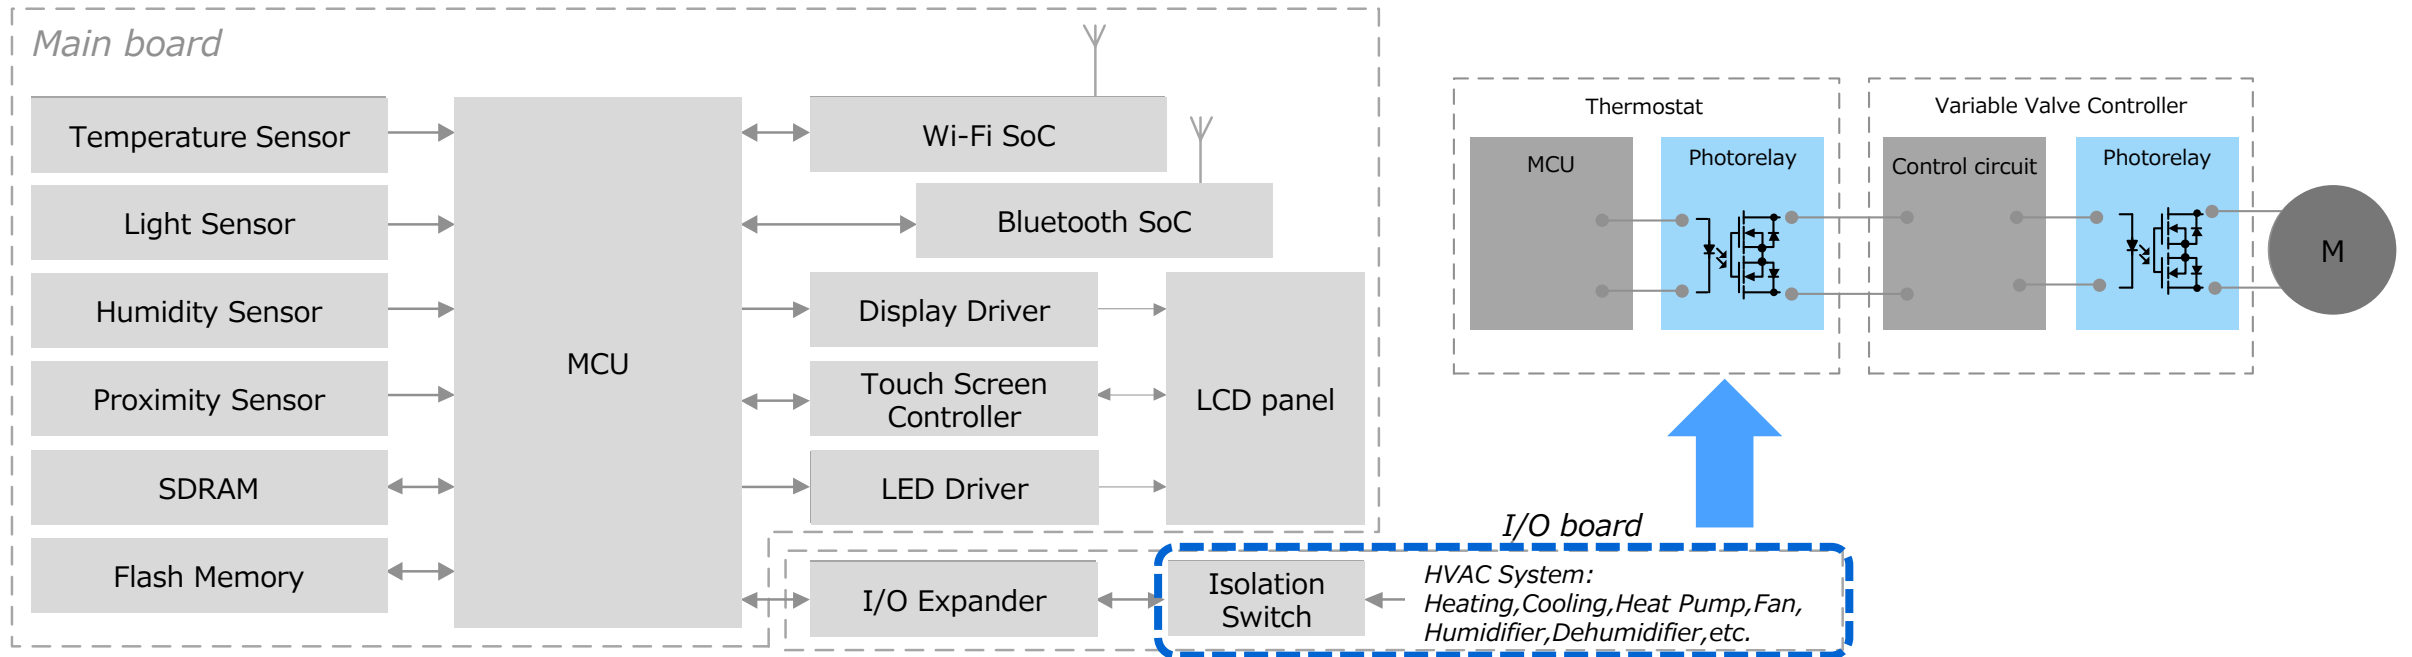 Main board
Temperature Sensor
Light Sensor
Humidity Sensor
Proximity Sensor
SDRAM
Flash Memory
MCU
Wi-Fi SoC
Bluetooth SoC
Display Driver
Touch Screen
Controller
LED Driver
LCD panel
I/O Expander
Isolation
Switch
I/O board
HVAC System:
Heating,Cooling,Heat Pump,Fan,
Humidifier,Dehumidifier,etc.
Thermostat
MCU
Photorelay
Variable Valve Controller
Control circuit
Photorelay
M